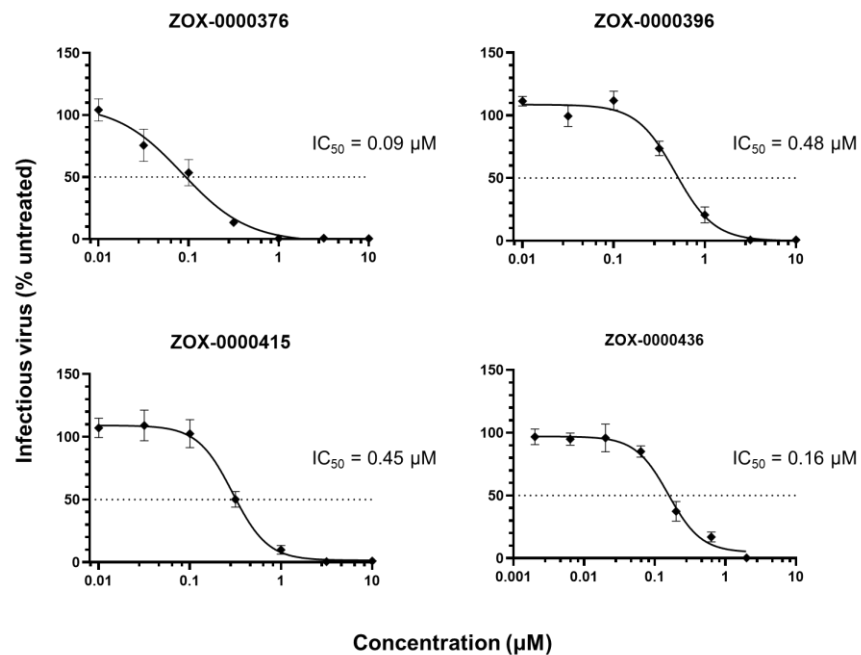 ZOX-0000376
150
100
50
0
0.01 0.1 1 10
IC50 = 0.09 µM
ZOX-0000396
150
100
50
0
0.01 0.1 1 10
IC50 = 0.48 µM
Infectious virus (% untreated)
ZOX-0000415
150
100
50
0
0.01 0.1 1 10
IC50 = 0.45 µM
ZOX-0000436
150
100
50
0
0.001 0.01 0.1 1 10
IC50 = 0.16 µM
Concentration (µM)